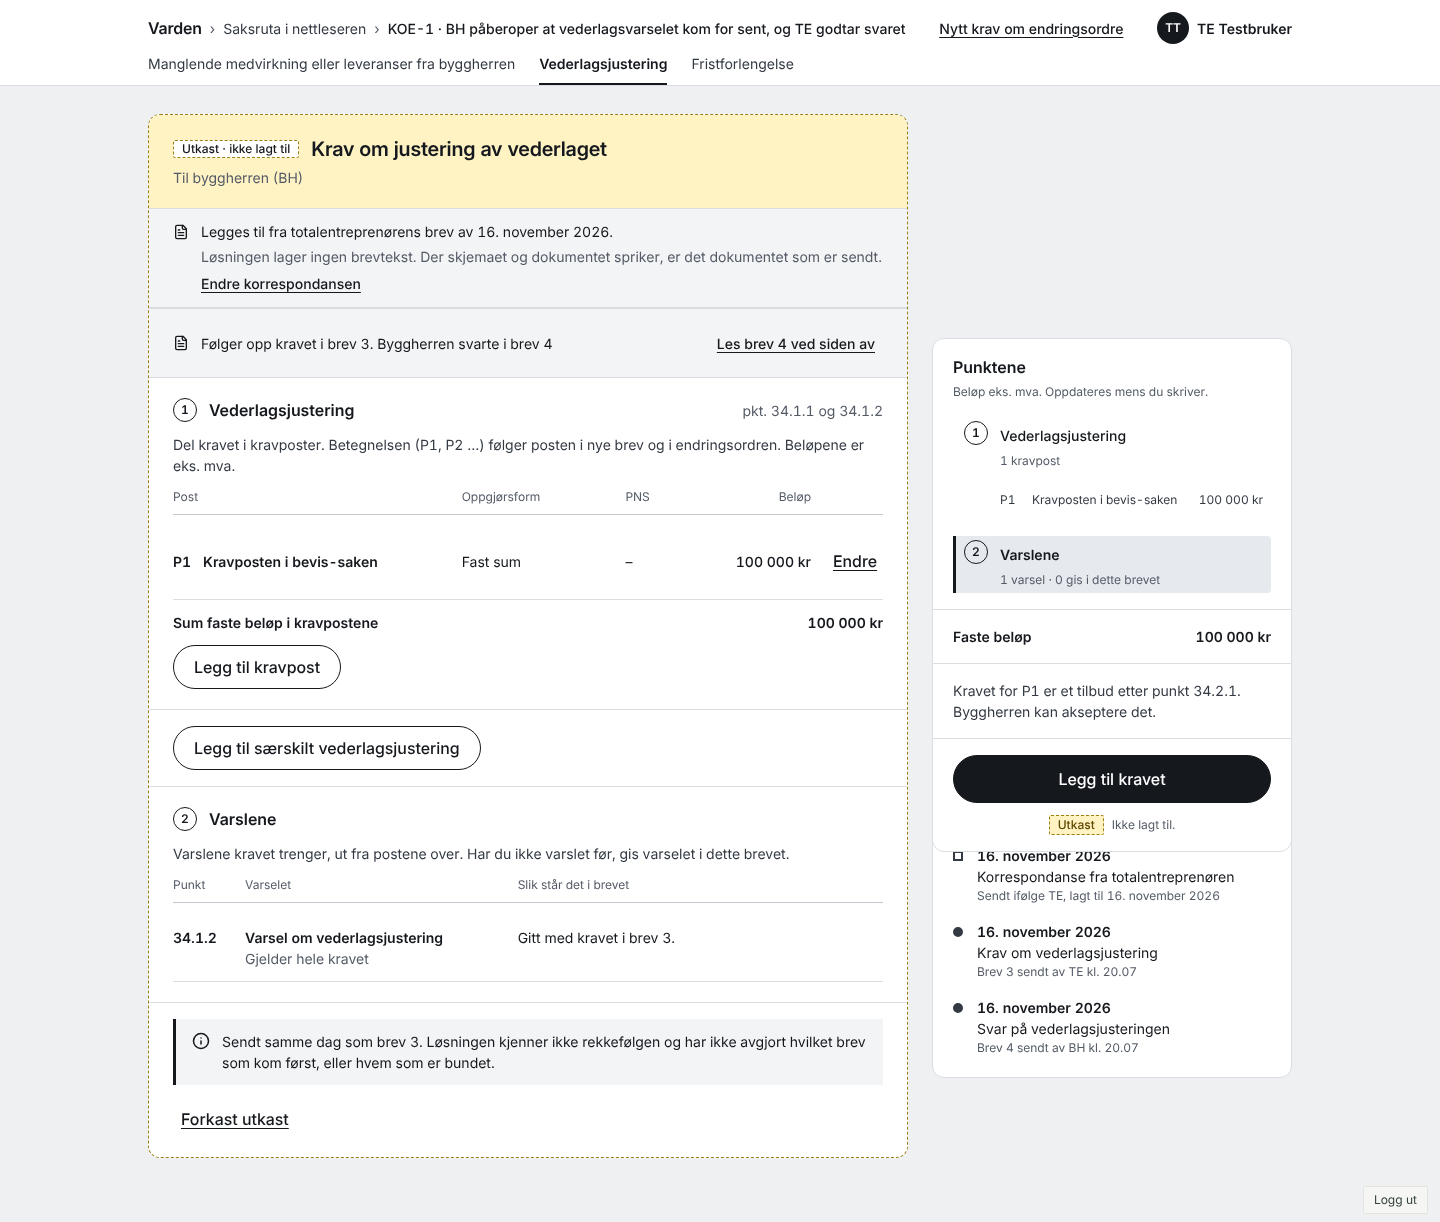 Varden › Saksruta i nettleseren › KOE-1 · BH påberoper at vederlagsvarselet kom for sent, og TE godtar svaret
Nytt krav om endringsordre
TT TE Testbruker
Manglende medvirkning eller leveranser fra byggherren
Vederlagsjustering
Fristforlengelse
Utkast · ikke lagt til
Krav om justering av vederlaget
Til byggherren (BH)
Legges til fra totalentreprenørens brev av 16. november 2026.
Løsningen lager ingen brevtekst. Der skjemaet og dokumentet spriker, er det dokumentet som er sendt.
Endre korrespondansen
Følger opp kravet i brev 3. Byggherren svarte i brev 4
Les brev 4 ved siden av
1 Vederlagsjustering pkt. 34.1.1 og 34.1.2
Del kravet i kravposter. Betegnelsen (P1, P2 ...) følger posten i nye brev og i endringsordren. Beløpene er
eks. mva.
Post Oppgjørsform PNS Beløp
P1 Kravposten i bevis-saken Fast sum – 100 000 kr Endre
Sum faste beløp i kravpostene 100 000 kr
Legg til kravpost
Legg til særskilt vederlagsjustering
2 Varslene
Varslene kravet trenger, ut fra postene over. Har du ikke varslet før, gis varselet i dette brevet.
Punkt Varselet Slik står det i brevet
34.1.2 Varsel om vederlagsjustering Gitt med kravet i brev 3.
Gjelder hele kravet
Sendt samme dag som brev 3. Løsningen kjenner ikke rekkefølgen og har ikke avgjort hvilket brev
som kom først, eller hvem som er bundet.
Forkast utkast
Punktene
Beløp eks. mva. Oppdateres mens du skriver.
1 Vederlagsjustering
1 kravpost
P1 Kravposten i bevis-saken 100 000 kr
2 Varslene
1 varsel · 0 gis i dette brevet
Faste beløp 100 000 kr
Kravet for P1 er et tilbud etter punkt 34.2.1.
Byggherren kan akseptere det.
Legg til kravet
Utkast Ikke lagt til.
16. november 2026
Korrespondanse fra totalentreprenøren
Sendt ifølge TE, lagt til 16. november 2026
16. november 2026
Krav om vederlagsjustering
Brev 3 sendt av TE kl. 20.07
16. november 2026
Svar på vederlagsjusteringen
Brev 4 sendt av BH kl. 20.07
Logg ut